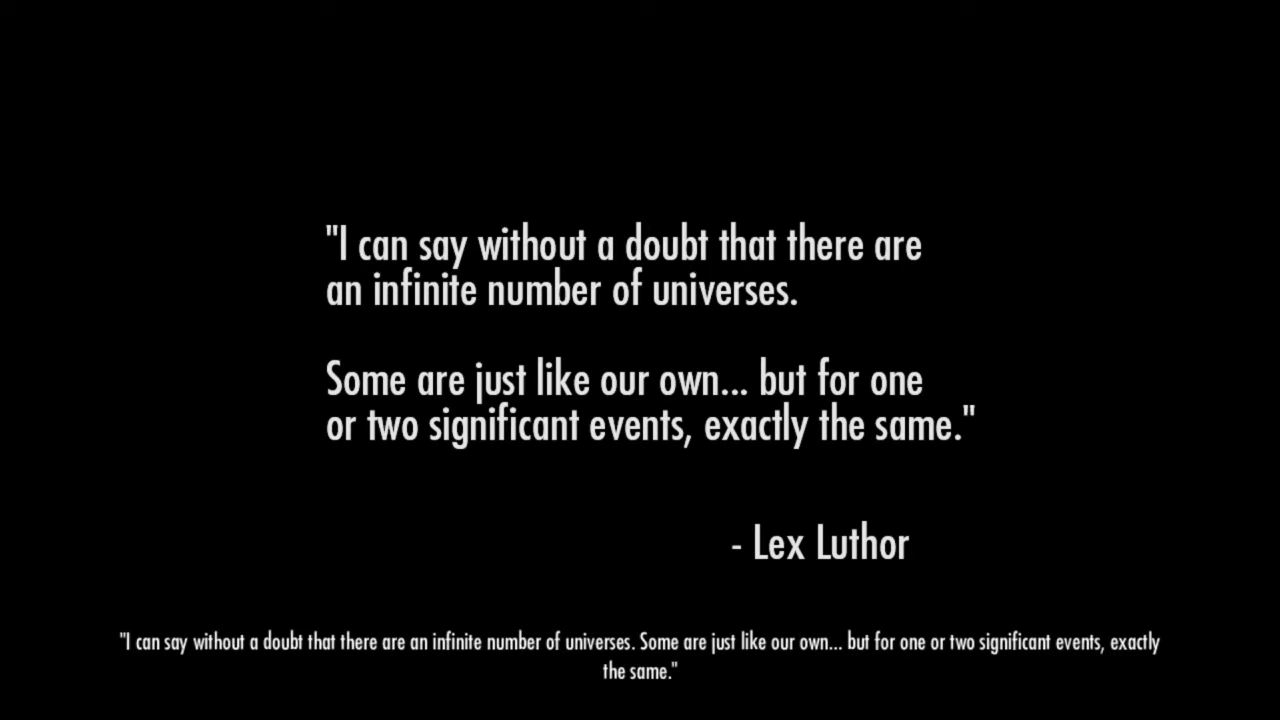 "I can say without a doubt that there are
an infinite number of universes.
Some are just like our own... but for one
or two significant events, exactly the same."
- Lex Luthor
"I can say without a doubt that there are an infinite number of universes. Some are just like our own... but for one or two significant events, exactly
the same."